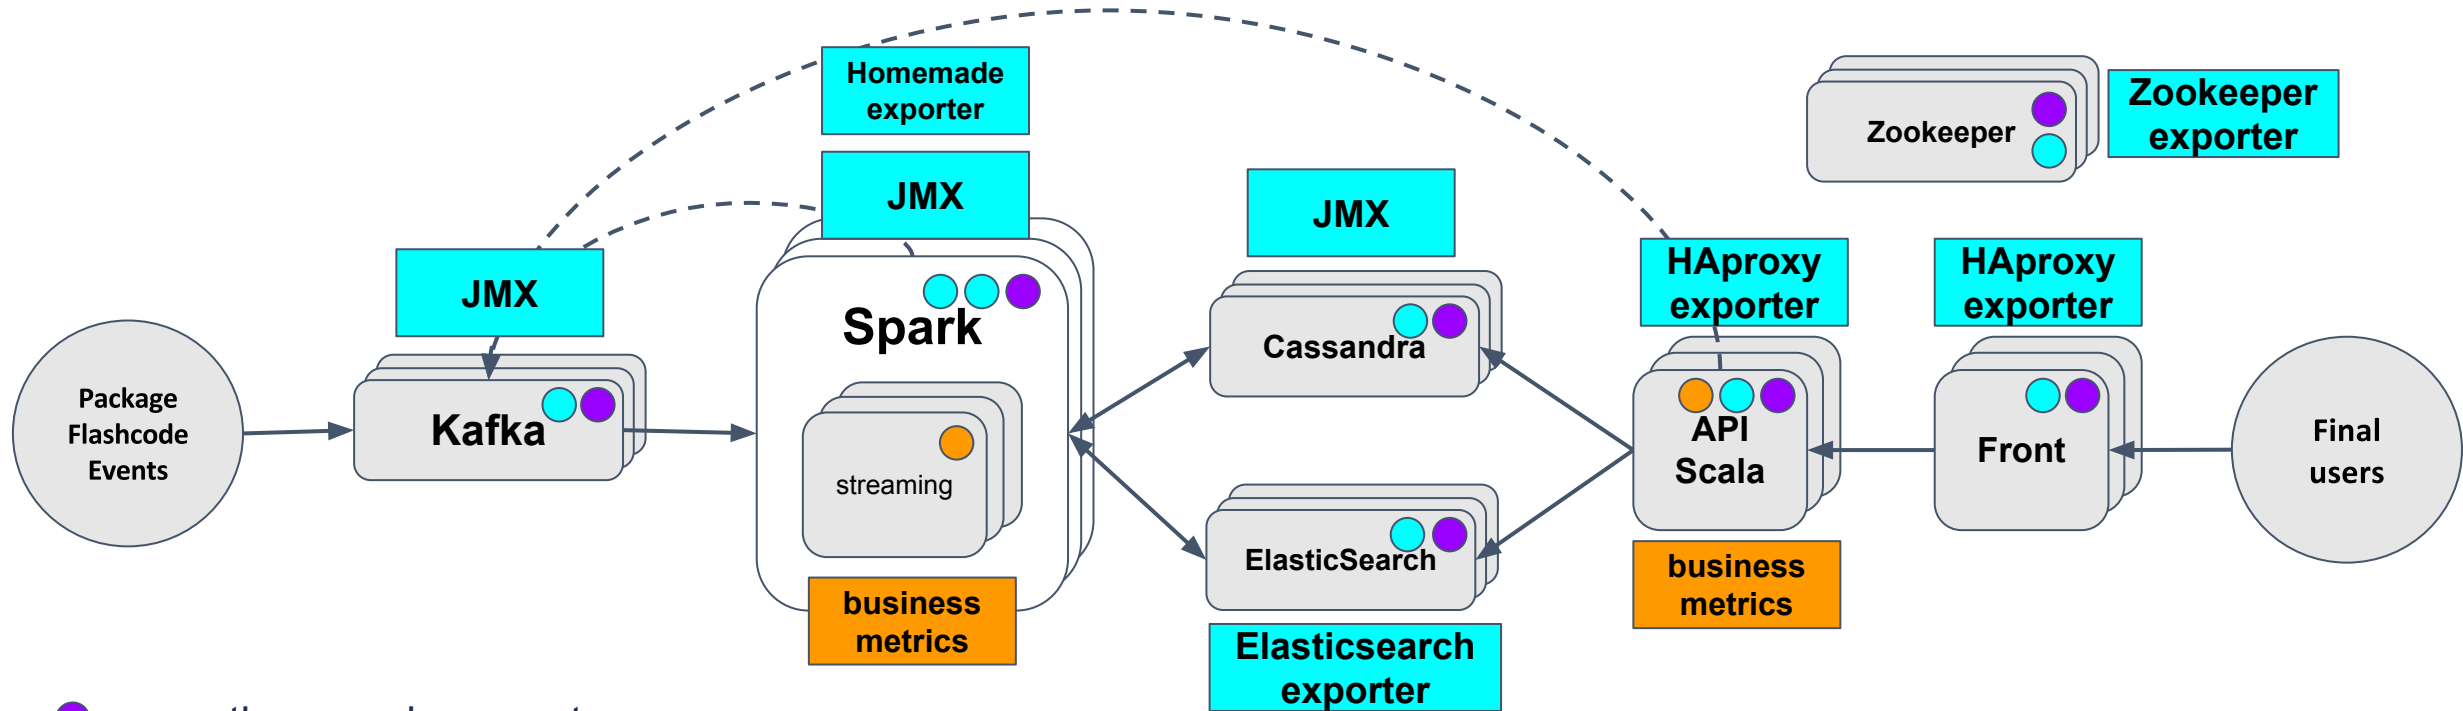 Homemade
exporter
JMX
JMX
JMX
Zookeeper
Zookeeper
exporter
HAproxy
exporter
HAproxy
exporter
Package
Flashcode
Events
Kafka
Spark
streaming
business
metrics
Cassandra
ElasticSearch
Elasticsearch
exporter
API
Scala
business
metrics
Front
Final
users